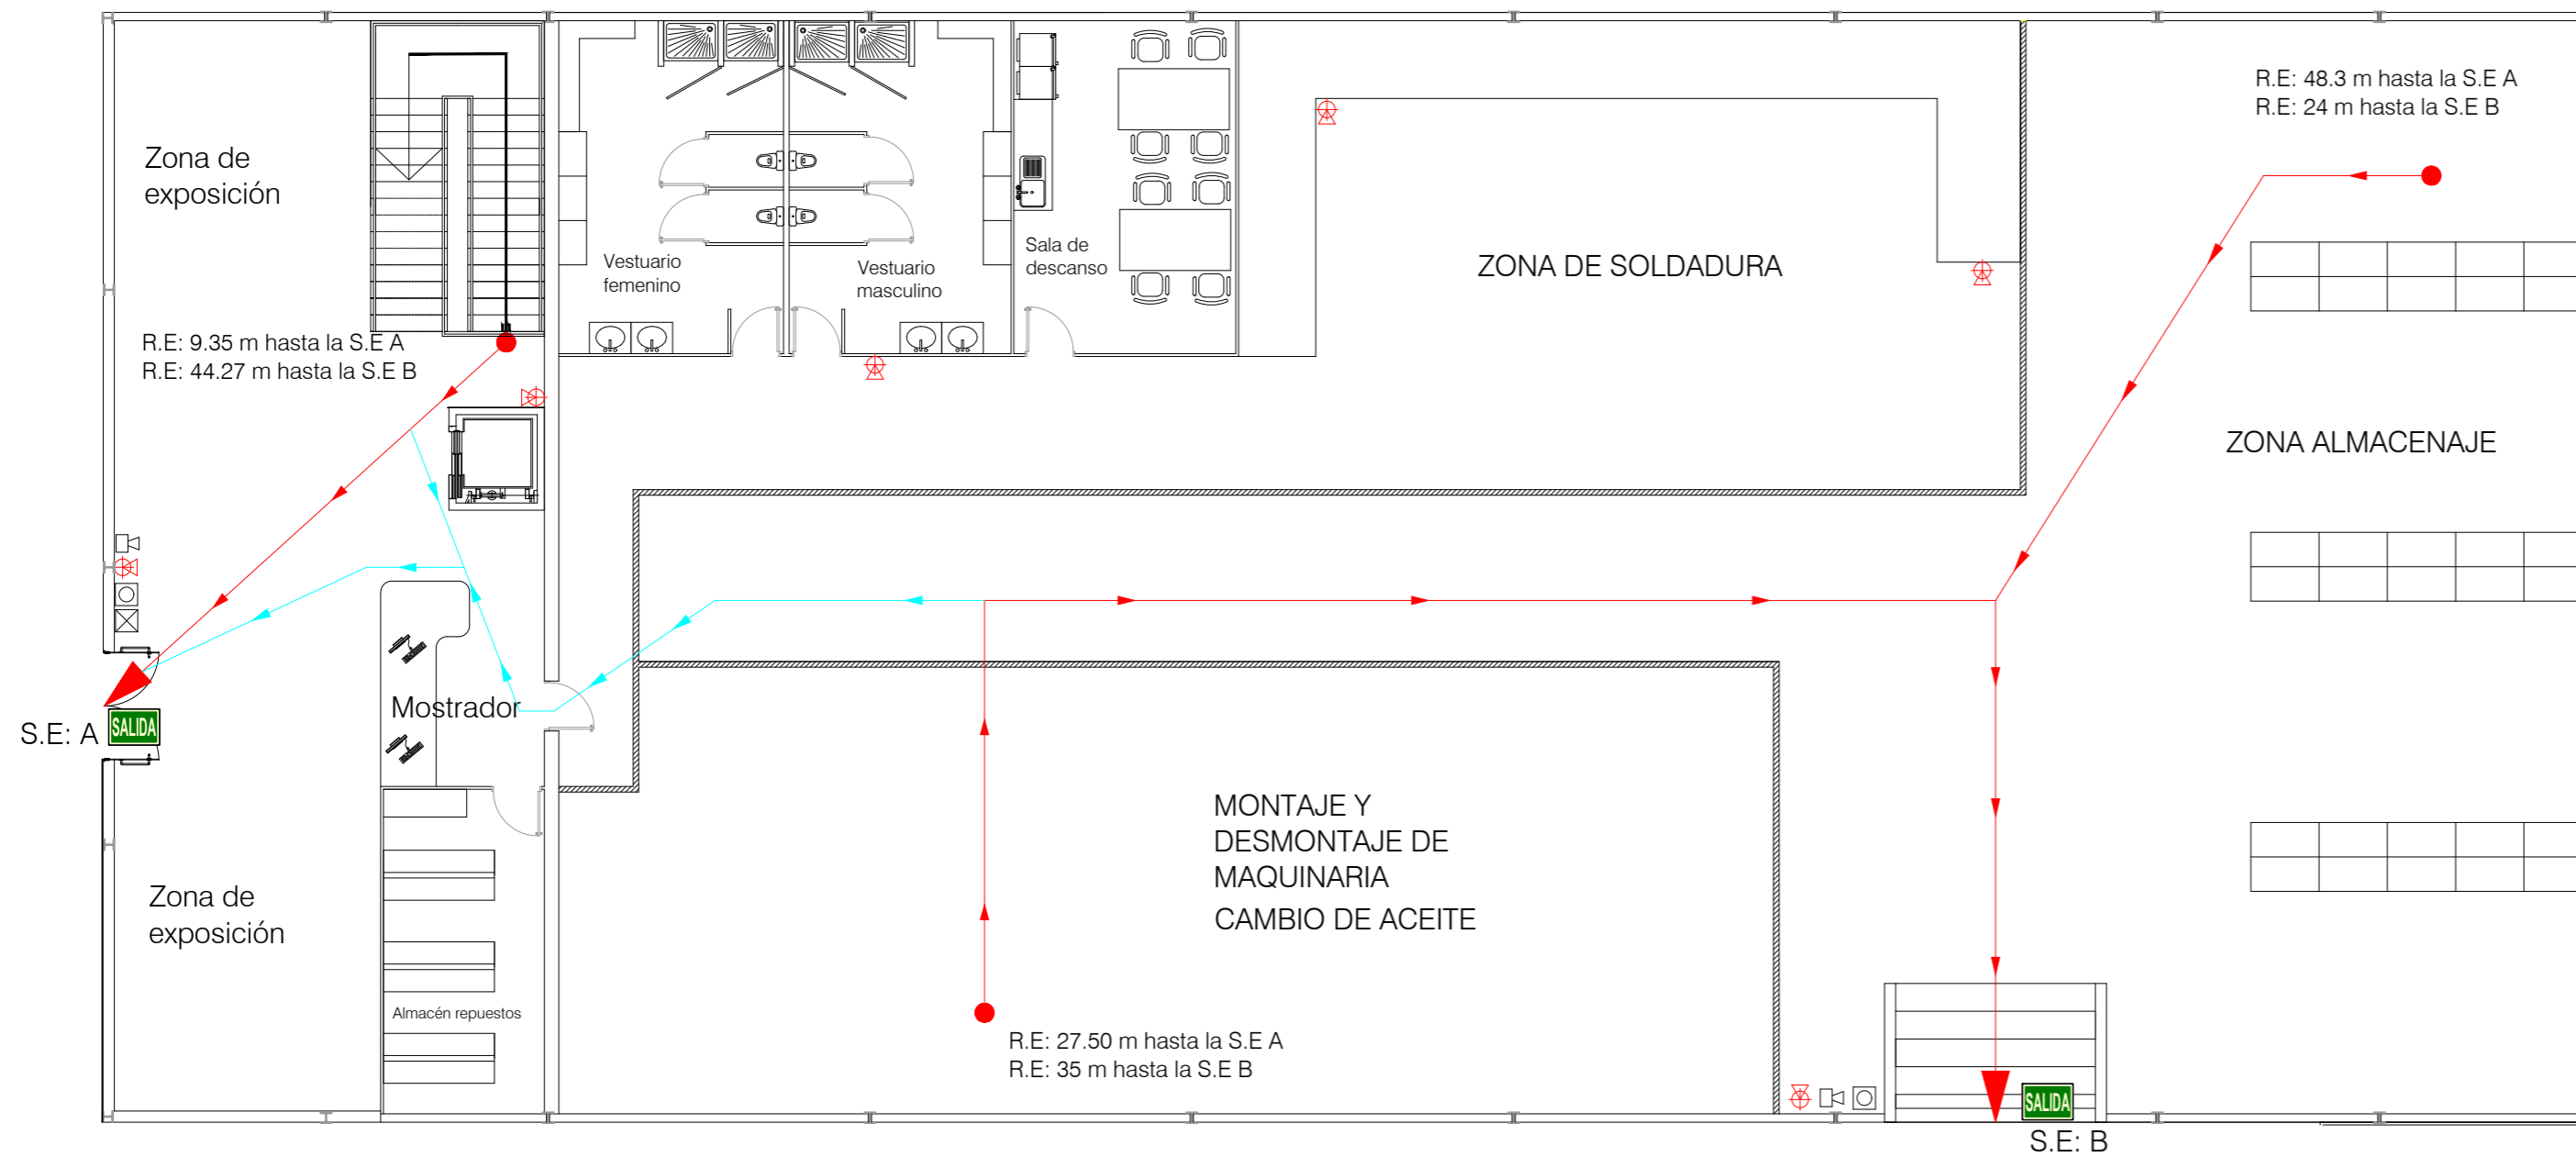 R.E: 48.3 m hasta la S.E A
R.E: 24 m hasta la S.E B
Zona de
exposición
Vestuario
femenino
Vestuario
masculino
Sala de
descanso
ZONA DE SOLDADURA
R.E: 9.35 m hasta la S.E A
R.E: 44.27 m hasta la S.E B
ZONA ALMACENAJE
Mostrador
S.E: A
SALIDA
MONTAJE Y
DESMONTAJE DE
MAQUINARIA
CAMBIO DE ACEITE
Zona de
exposición
Almacén repuestos
R.E: 27.50 m hasta la S.E A
R.E: 35 m hasta la S.E B
SALIDA
S.E: B